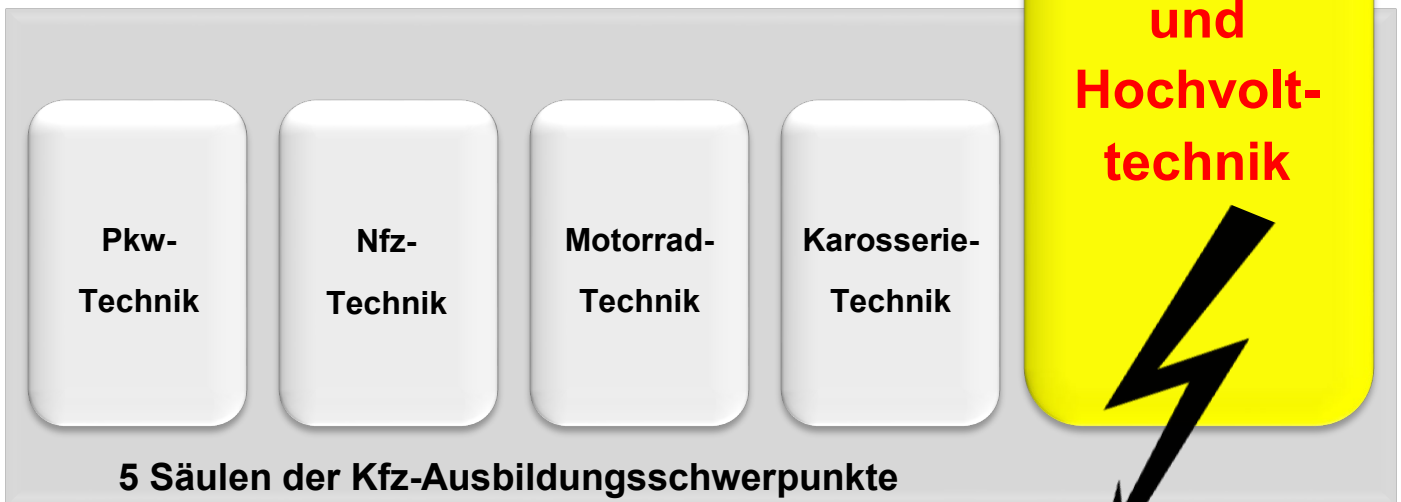 und
Hochvolt-
technik
Pkw-
Technik
Nfz-
Technik
Motorrad-
Technik
Karosserie-
Technik
5 Säulen der Kfz-Ausbildungsschwerpunkte